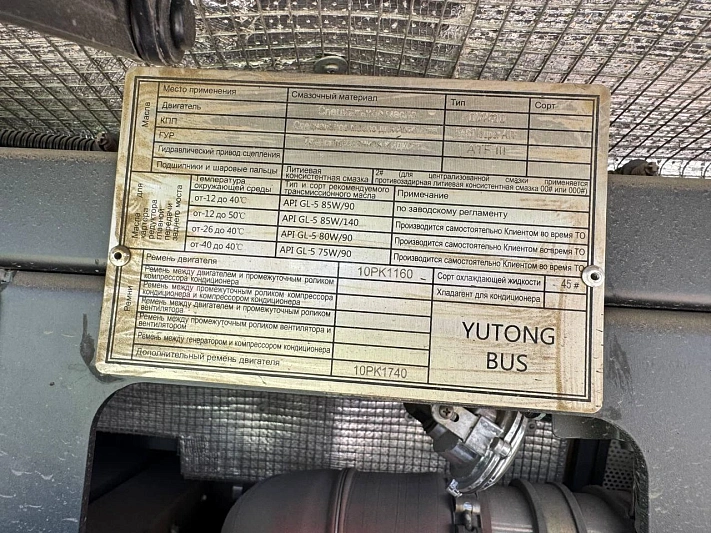 Место применения Смазочный материал Тип Сорт
Масла
Двигатель
КПП
ГУР
Гидравлический привод сцепления ATF III
Подшипники и шаровые пальцы Литиевая консистентная смазка 2# (для централизованной смазки применяется противозадирная литиевая консистентная смазка 00# или 000#)
Масла для картера редуктора главной передачи заднего моста
Температура окружающей среды Тип и сорт рекомендуемого трансмиссионного масла Примечание
от-12 до 40℃ API GL-5 85W/90 по заводскому регламенту
от-12 до 50℃ API GL-5 85W/140 Производится самостоятельно Клиентом во время ТО
от-26 до 40℃ API GL-5 80W/90 Производится самостоятельно Клиентом во время ТО
от-40 до 40℃ API GL-5 75W/90 Производится самостоятельно Клиентом во время ТО
Ремни
Ремень двигателя 10PK1160 Сорт охлаждающей жидкости -45#
Ремень между двигателем и промежуточным роликом компрессора кондиционера Хладагент для кондиционера
Ремень между промежуточным роликом компрессора кондиционера и компрессором кондиционера
Ремень между двигателем и промежуточным роликом вентилятора
Ремень между промежуточным роликом вентилятора и вентилятором
Ремень между генератором и компрессором кондиционера
Дополнительный ремень двигателя 10PK1740
YUTONG
BUS